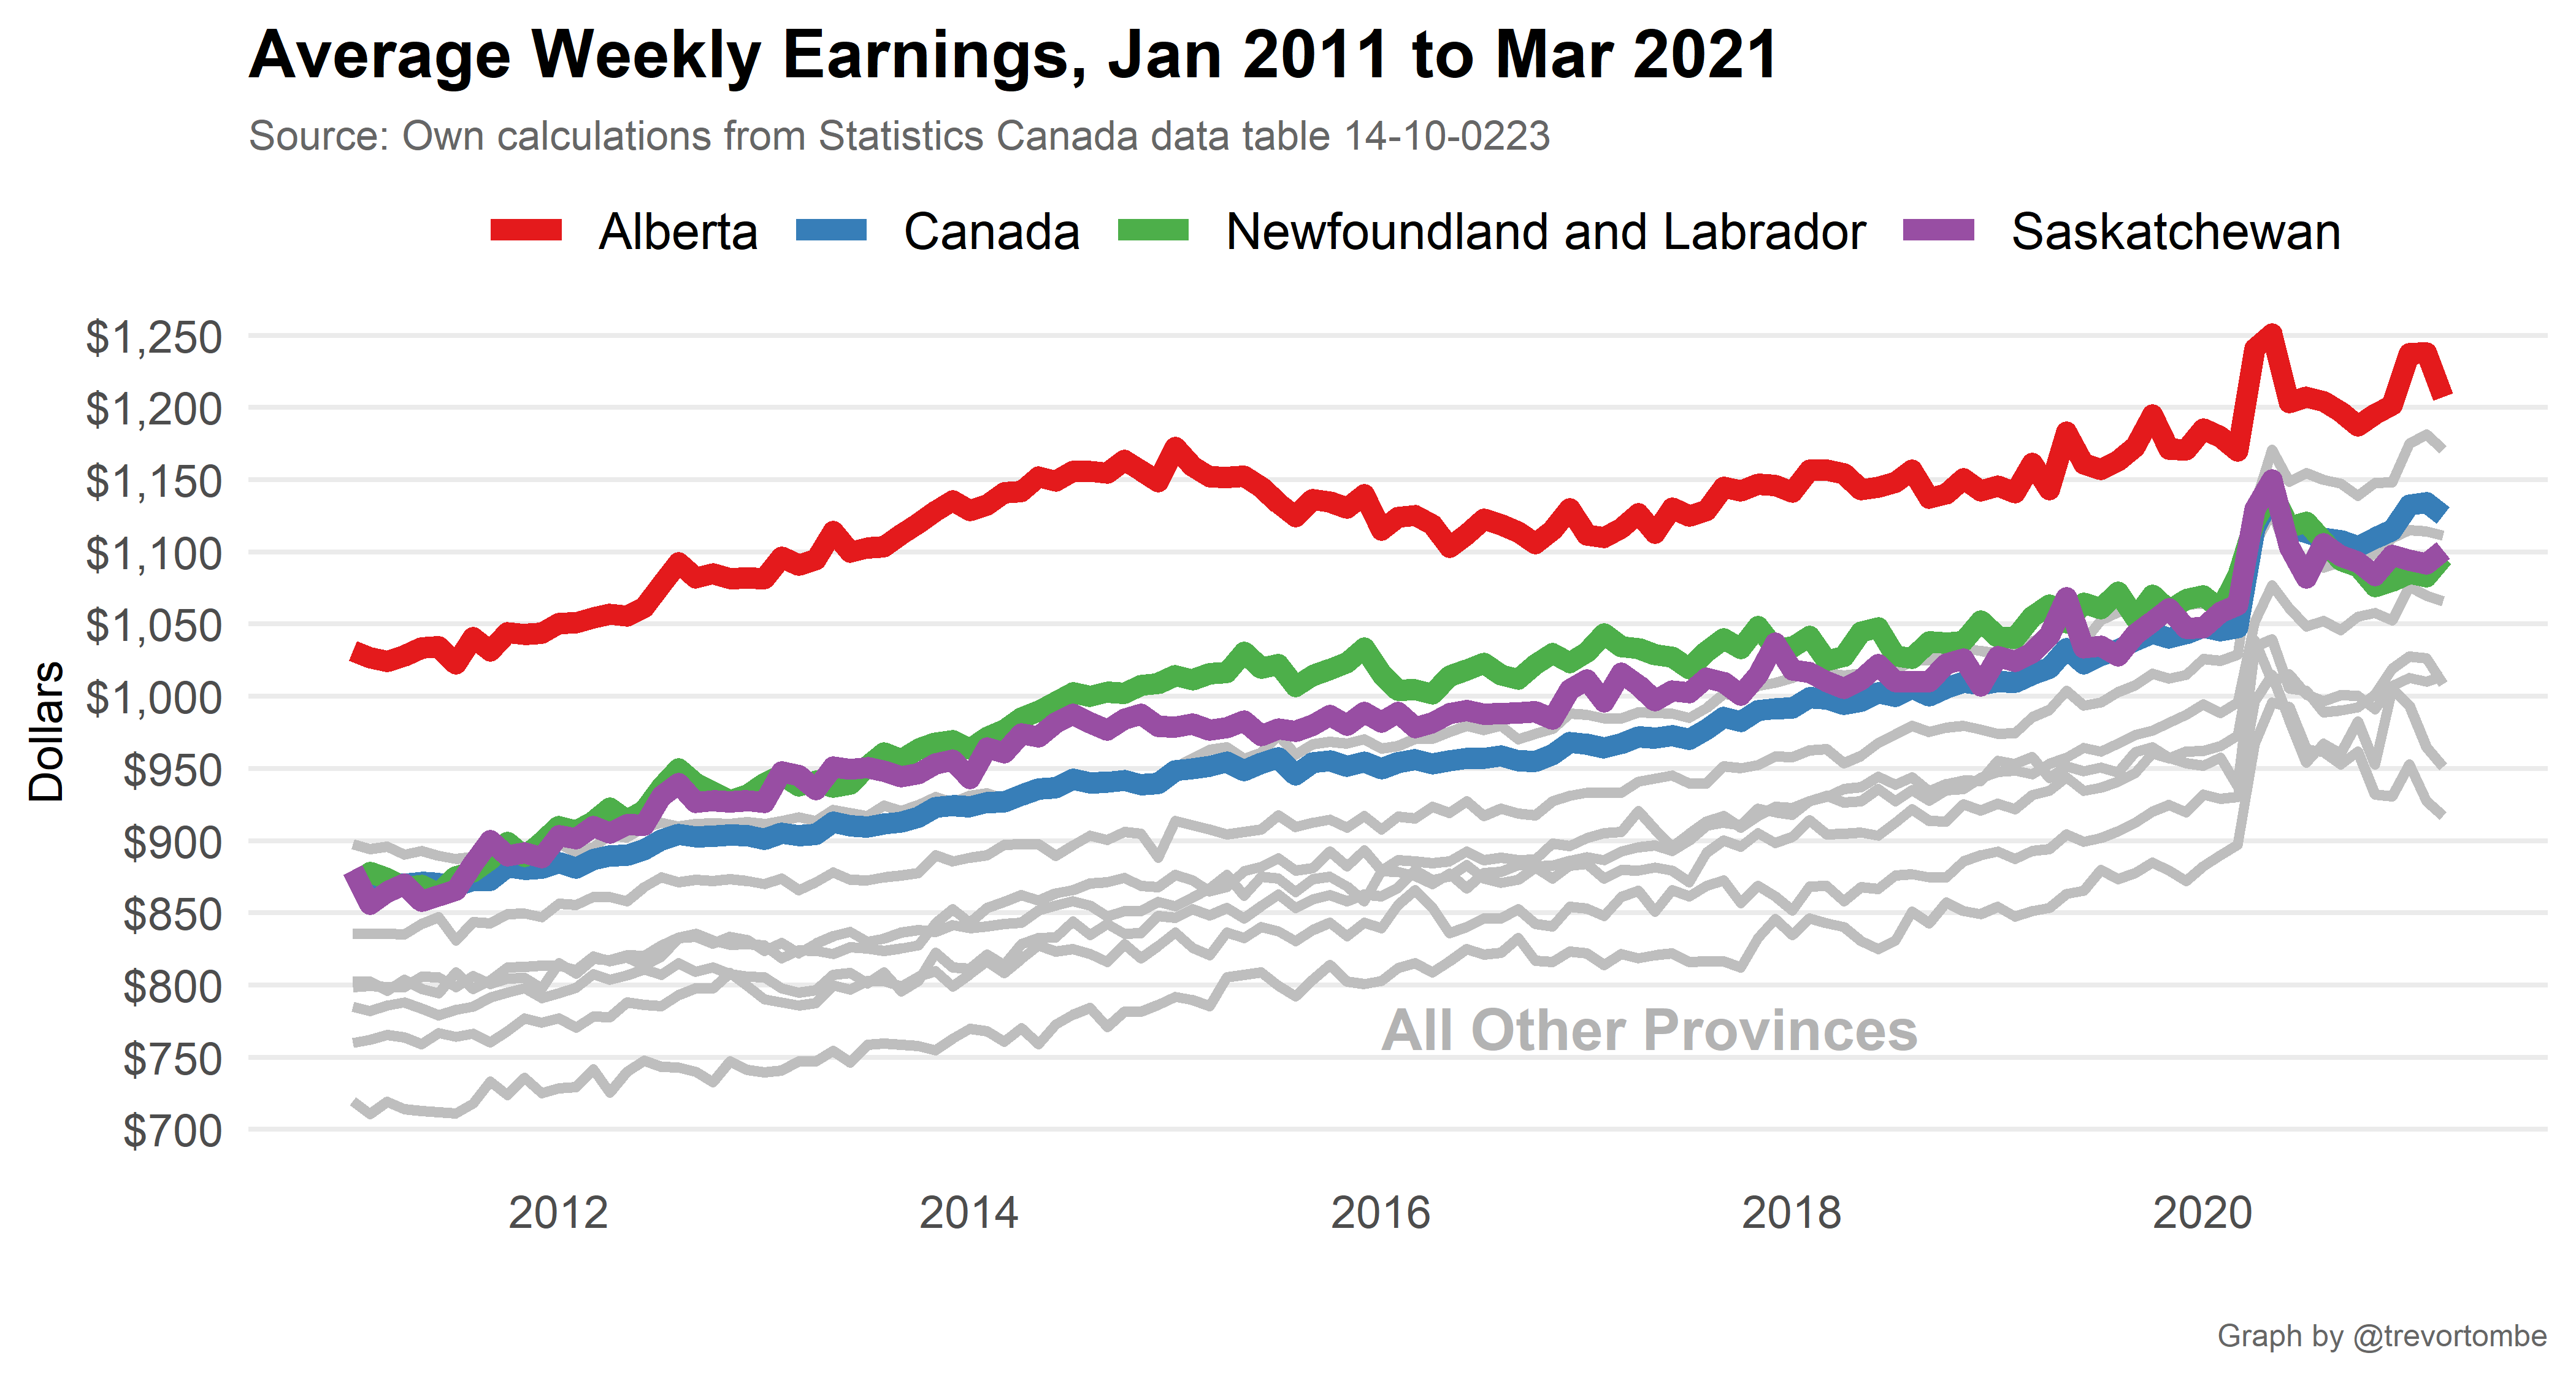 Average Weekly Earnings, Jan 2011 to Mar 2021
Source: Own calculations from Statistics Canada data table 14-10-0223
Alberta Canada Newfoundland and Labrador Saskatchewan
$1,250
$1,200
$1,150
$1,100
$1,050
$1,000
$950
$900
$850
$800
$750
$700
Dollars
All Other Provinces
2012 2014 2016 2018 2020
Graph by @trevortombe